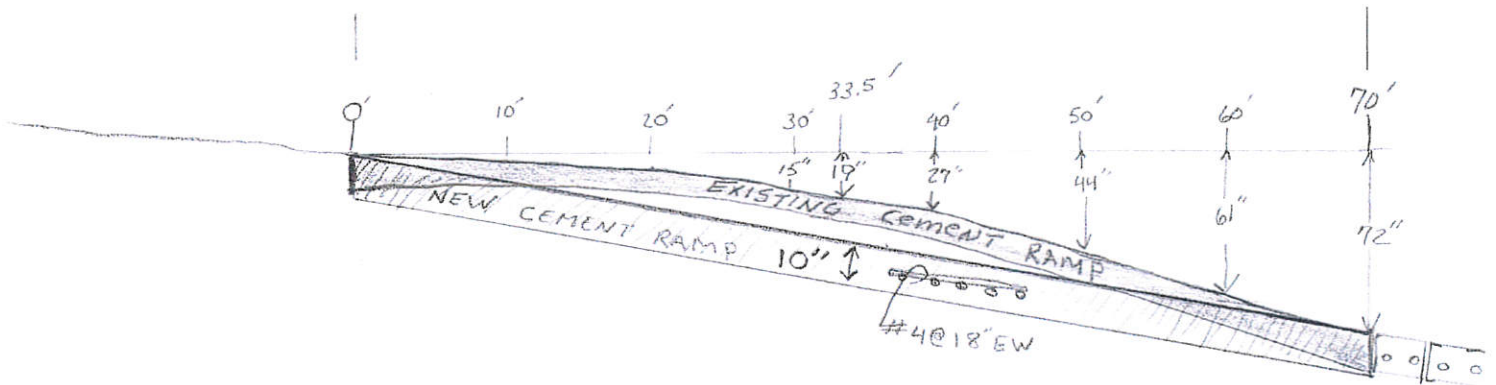 0' 10' 20' 30' 33.5' 40' 50' 60' 70'
15" 19" 27" 44" 61" 72"
EXISTING CEMENT RAMP
NEW CEMENT RAMP
10"
#4@18"EW